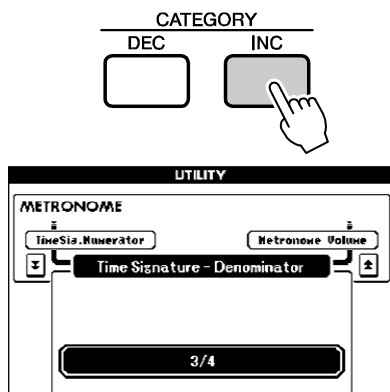 CATEGORY
DEC INC
UTILITY
METRONOME
TimeSig.Numerator Metronome Volume
Time Signature - Denominator
3/4